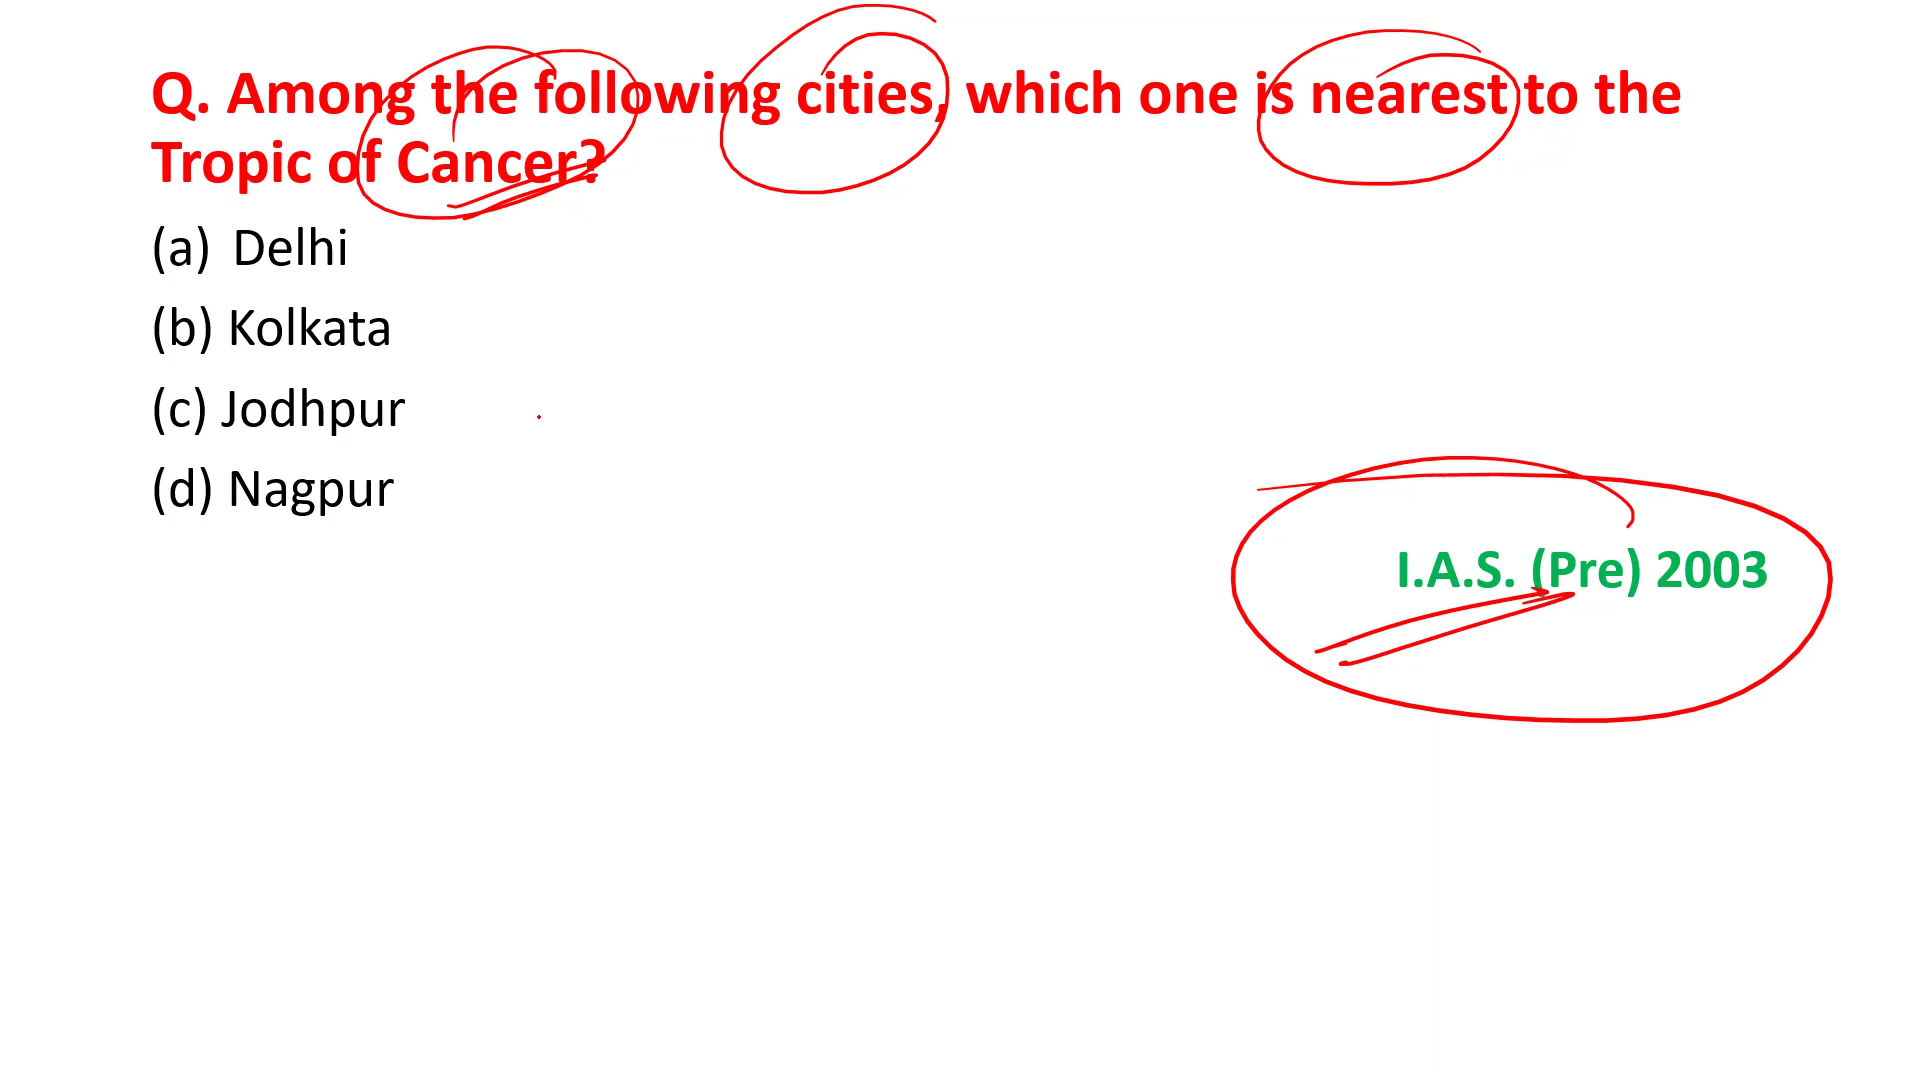 Q. Among the following cities, which one is nearest to the
Tropic of Cancer?
(a) Delhi
(b) Kolkata
(c) Jodhpur
(d) Nagpur
I.A.S. (Pre) 2003